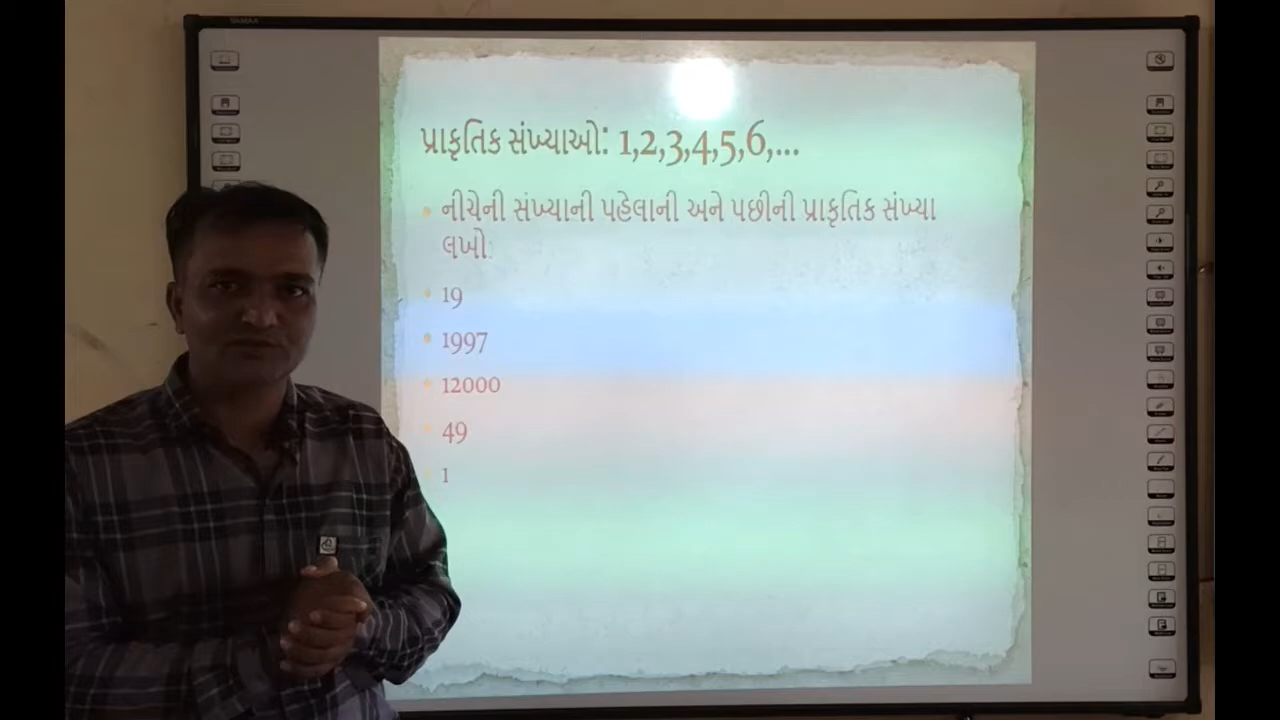 પ્રાકૃતિક સંખ્યાઓ: 1,2,3,4,5,6,...
નીચેની સંખ્યાની પહેલાની અને પછીની પ્રાકૃતિક સંખ્યા
લખો:
19
1997
12000
49
1